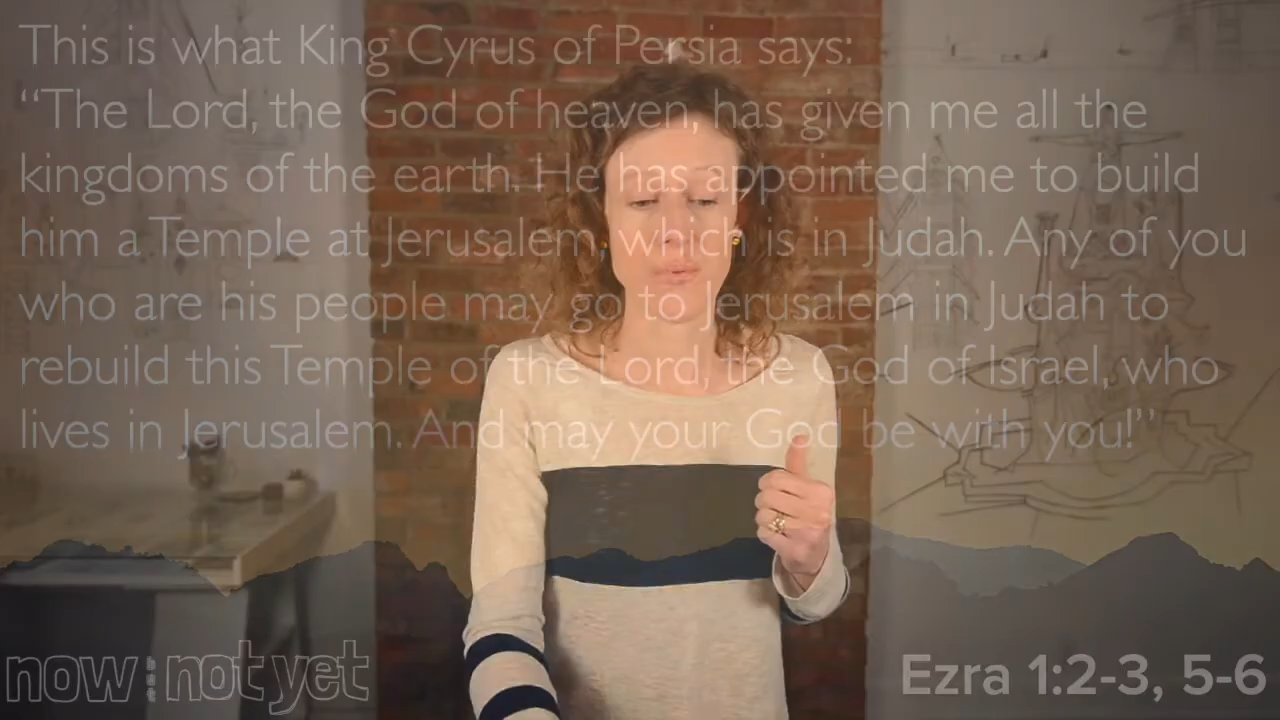 This is what King Cyrus of Persia says:
“The Lord, the God of heaven, has given me all the
kingdoms of the earth. He has appointed me to build
him a Temple at Jerusalem, which is in Judah. Any of you
who are his people may go to Jerusalem in Judah to
rebuild this Temple of the Lord, the God of Israel, who
lives in Jerusalem. And may your God be with you!”
now not yet
Ezra 1:2-3, 5-6